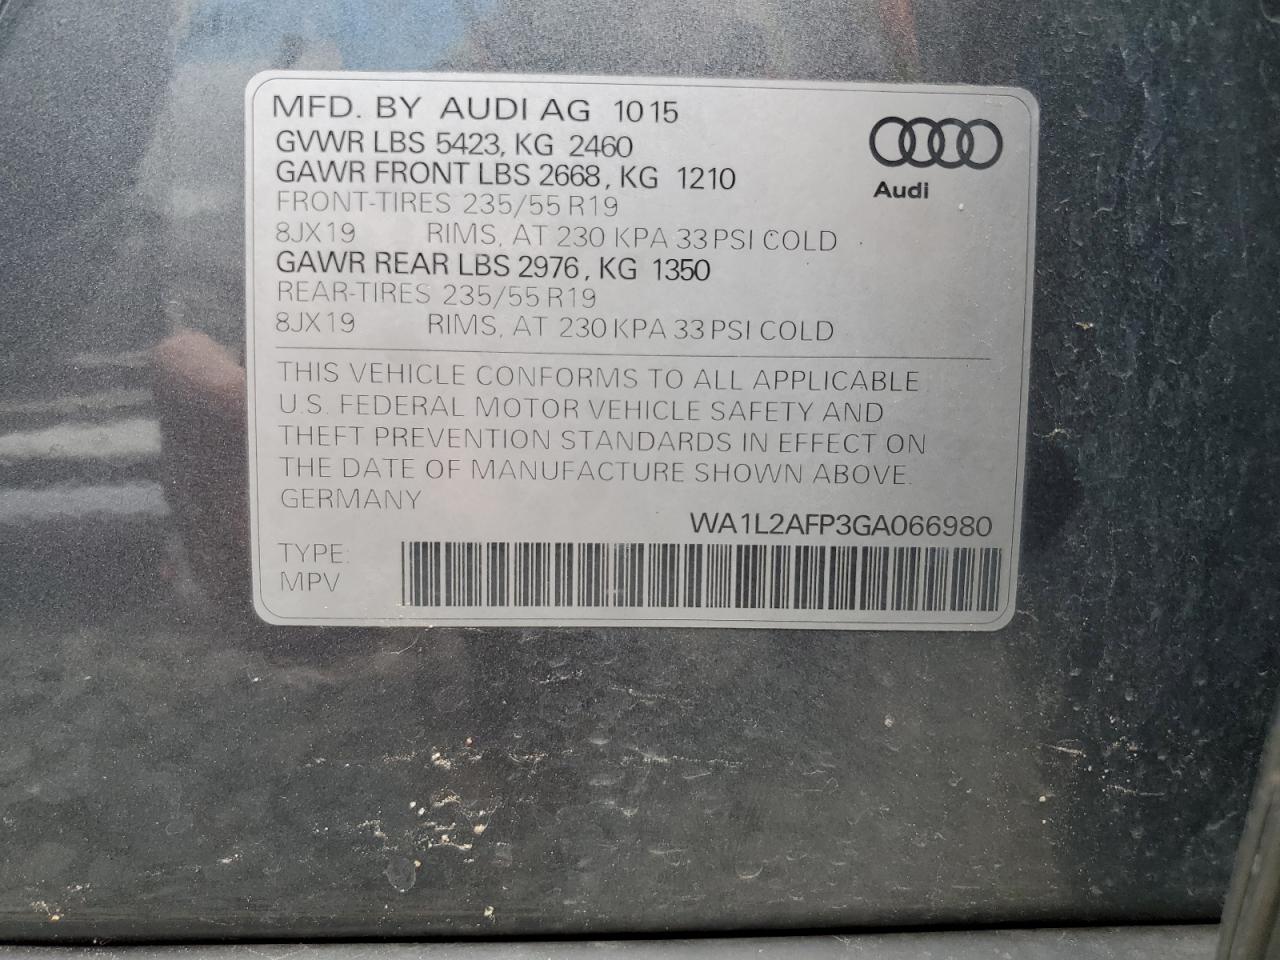 MFD. BY AUDI AG 10 15
GVWR LBS 5423, KG 2460
GAWR FRONT LBS 2668, KG 1210
FRONT-TIRES 235/55 R19
8JX19 RIMS, AT 230 KPA 33 PSI COLD
GAWR REAR LBS 2976, KG 1350
REAR-TIRES 235/55 R19
8JX19 RIMS, AT 230 KPA 33 PSI COLD
Audi
THIS VEHICLE CONFORMS TO ALL APPLICABLE
U.S. FEDERAL MOTOR VEHICLE SAFETY AND
THEFT PREVENTION STANDARDS IN EFFECT ON
THE DATE OF MANUFACTURE SHOWN ABOVE.
GERMANY
WA1L2AFP3GA066980
TYPE:
MPV